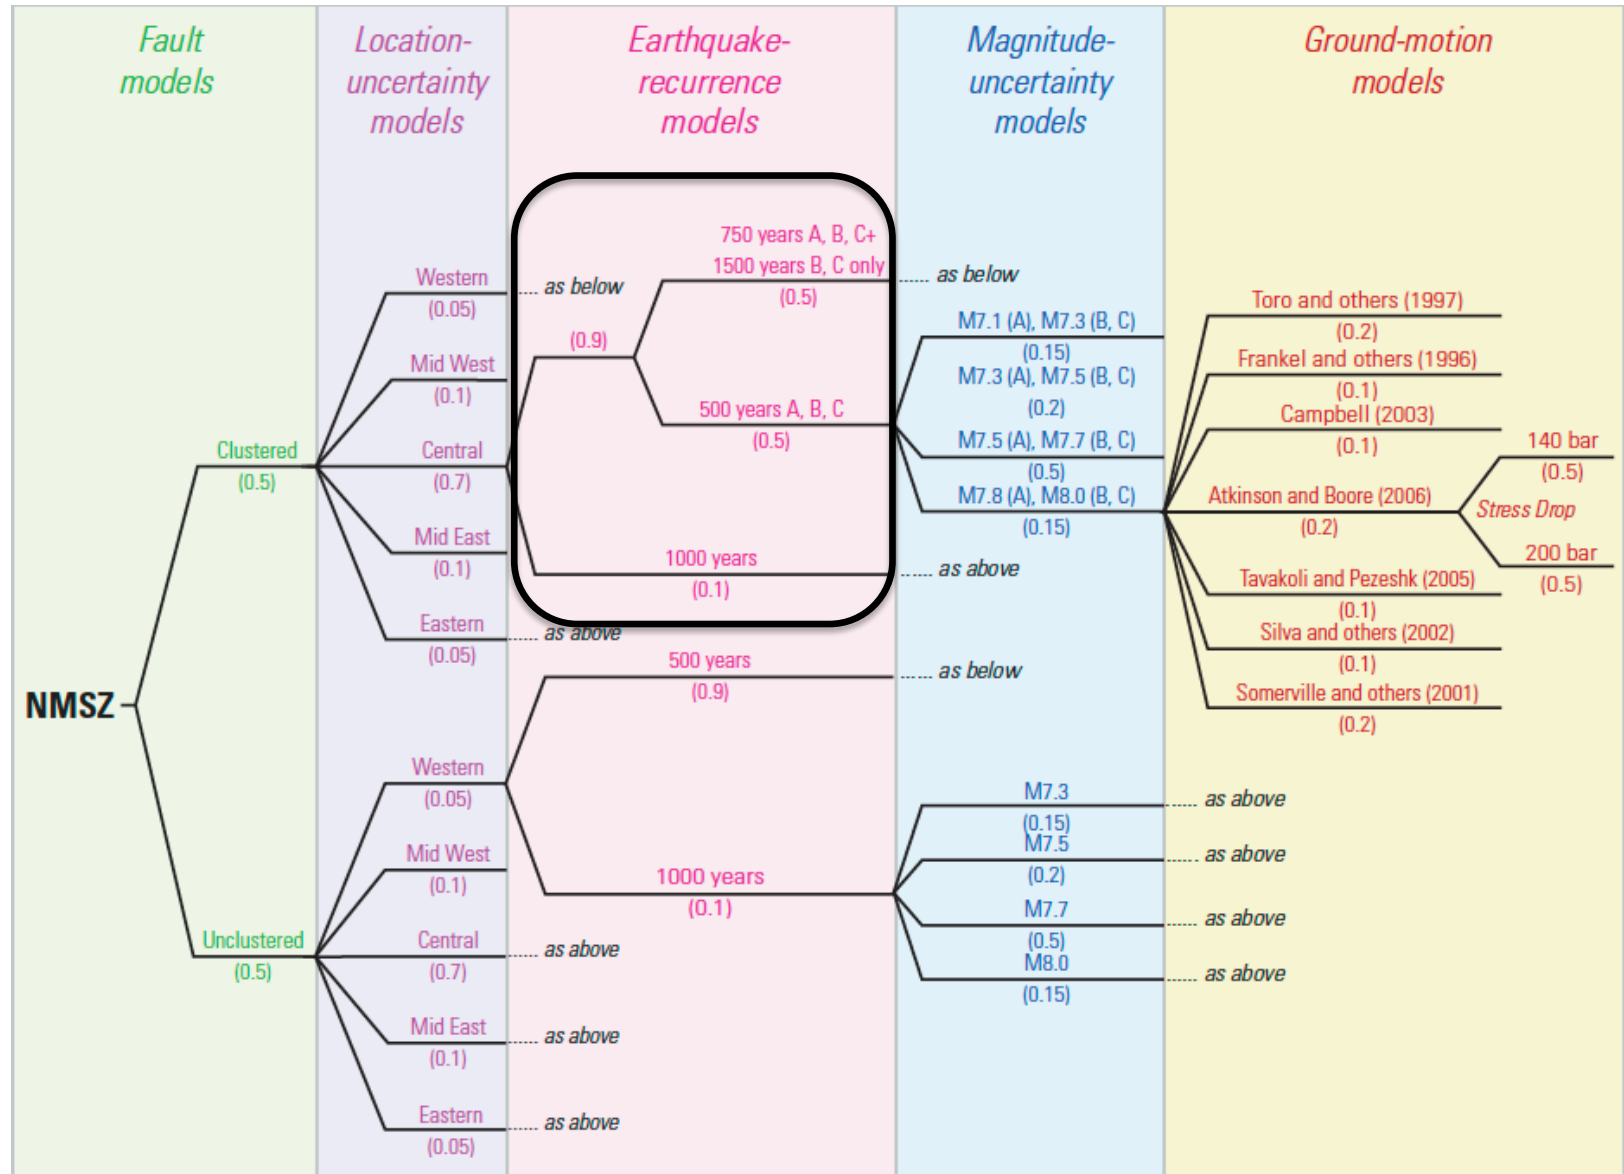 Fault
models
Location-
uncertainty
models
Earthquake-
recurrence
models
Magnitude-
uncertainty
models
Ground-motion
models
NMSZ
Clustered
(0.5)
Unclustered
(0.5)
Western
(0.05)
Mid West
(0.1)
Central
(0.7)
Mid East
(0.1)
Eastern
(0.05)
Western
(0.05)
Mid West
(0.1)
Central
(0.7)
Mid East
(0.1)
Eastern
(0.05)
as below
(0.9)
750 years A, B, C+
1500 years B, C only
(0.5)
500 years A, B, C
(0.5)
1000 years
(0.1)
as above
500 years
(0.9)
1000 years
(0.1)
as above
as above
as above
as below
M7.1 (A), M7.3 (B, C)
(0.15)
M7.3 (A), M7.5 (B, C)
(0.2)
M7.5 (A), M7.7 (B, C)
(0.5)
M7.8 (A), M8.0 (B, C)
(0.15)
as above
as below
M7.3
(0.15)
M7.5
(0.2)
M7.7
(0.5)
M8.0
(0.15)
Toro and others (1997)
(0.2)
Frankel and others (1996)
(0.1)
Campbell (2003)
(0.1)
Atkinson and Boore (2006)
(0.2)
140 bar
(0.5)
Stress Drop
200 bar
(0.5)
Tavakoli and Pezeshk (2005)
(0.1)
Silva and others (2002)
(0.1)
Somerville and others (2001)
(0.2)
as above
as above
as above
as above